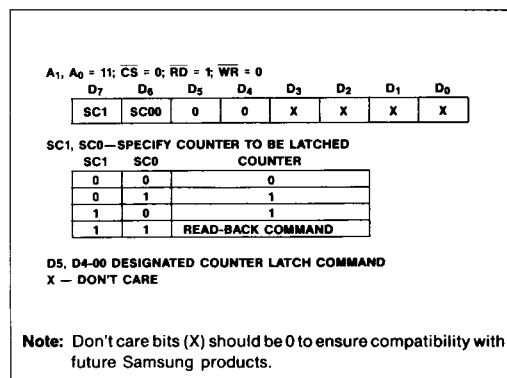 A1, A0 = 11; CS = 0; RD = 1; WR = 0
D7 D6 D5 D4 D3 D2 D1 D0
SC1 SC00 0 0 X X X X
SC1, SC0—SPECIFY COUNTER TO BE LATCHED
SC1 SC0 COUNTER
0 0 0
0 1 1
1 0 1
1 1 READ-BACK COMMAND
D5, D4-00 DESIGNATED COUNTER LATCH COMMAND
X — DON'T CARE
Note: Don't care bits (X) should be 0 to ensure compatibility with
future Samsung products.